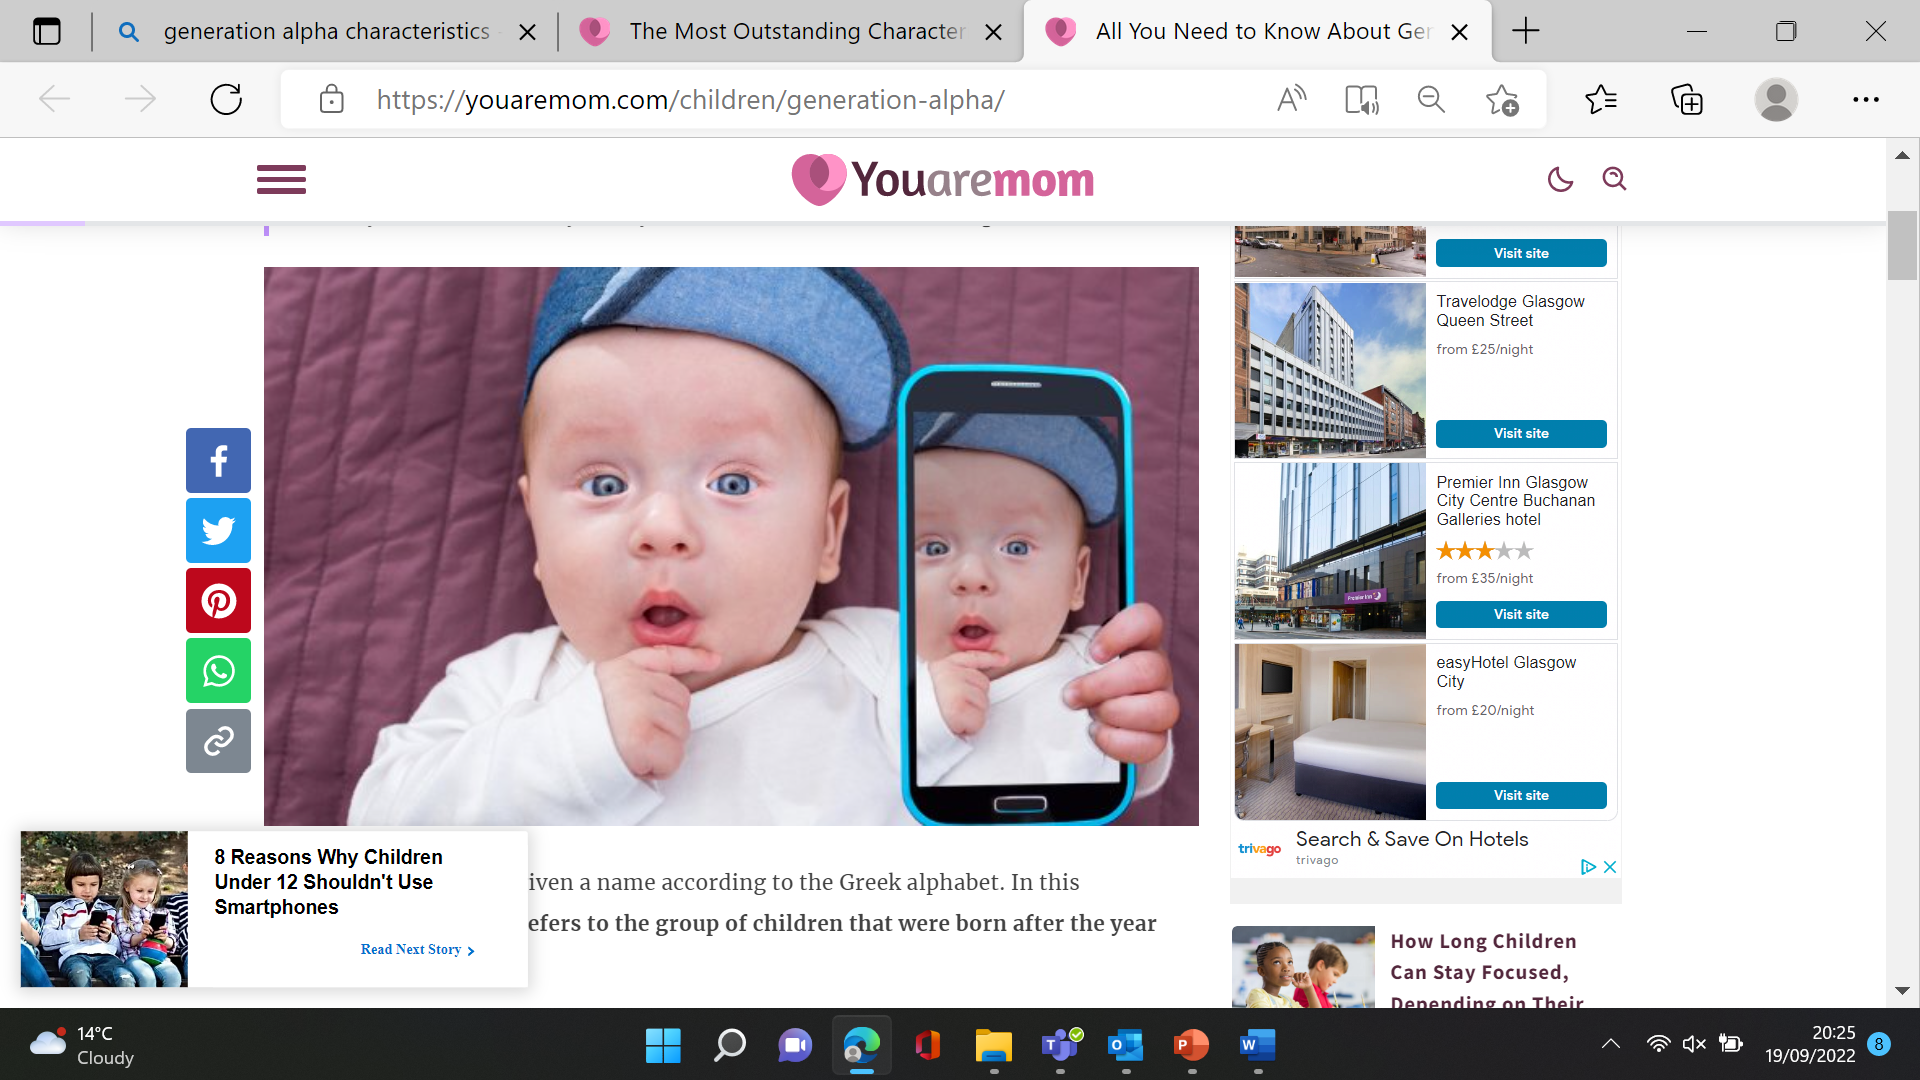 generation alpha characteristics
The Most Outstanding Character
All You Need to Know About Ger
https://youaremom.com/children/generation-alpha/
Youaremom
Visit site
Travelodge Glasgow
Queen Street
from £25/night
Visit site
Premier Inn Glasgow
City Centre Buchanan
Galleries hotel
from £35/night
Visit site
easyHotel Glasgow
City
from £20/night
Visit site
trivago
Search & Save On Hotels
trivago
8 Reasons Why Children
Under 12 Shouldn't Use
Smartphones
Read Next Story
iven a name according to the Greek alphabet. In this
efers to the group of children that were born after the year
How Long Children
Can Stay Focused,
Depending on Their
14°C
Cloudy
20:25
19/09/2022
8